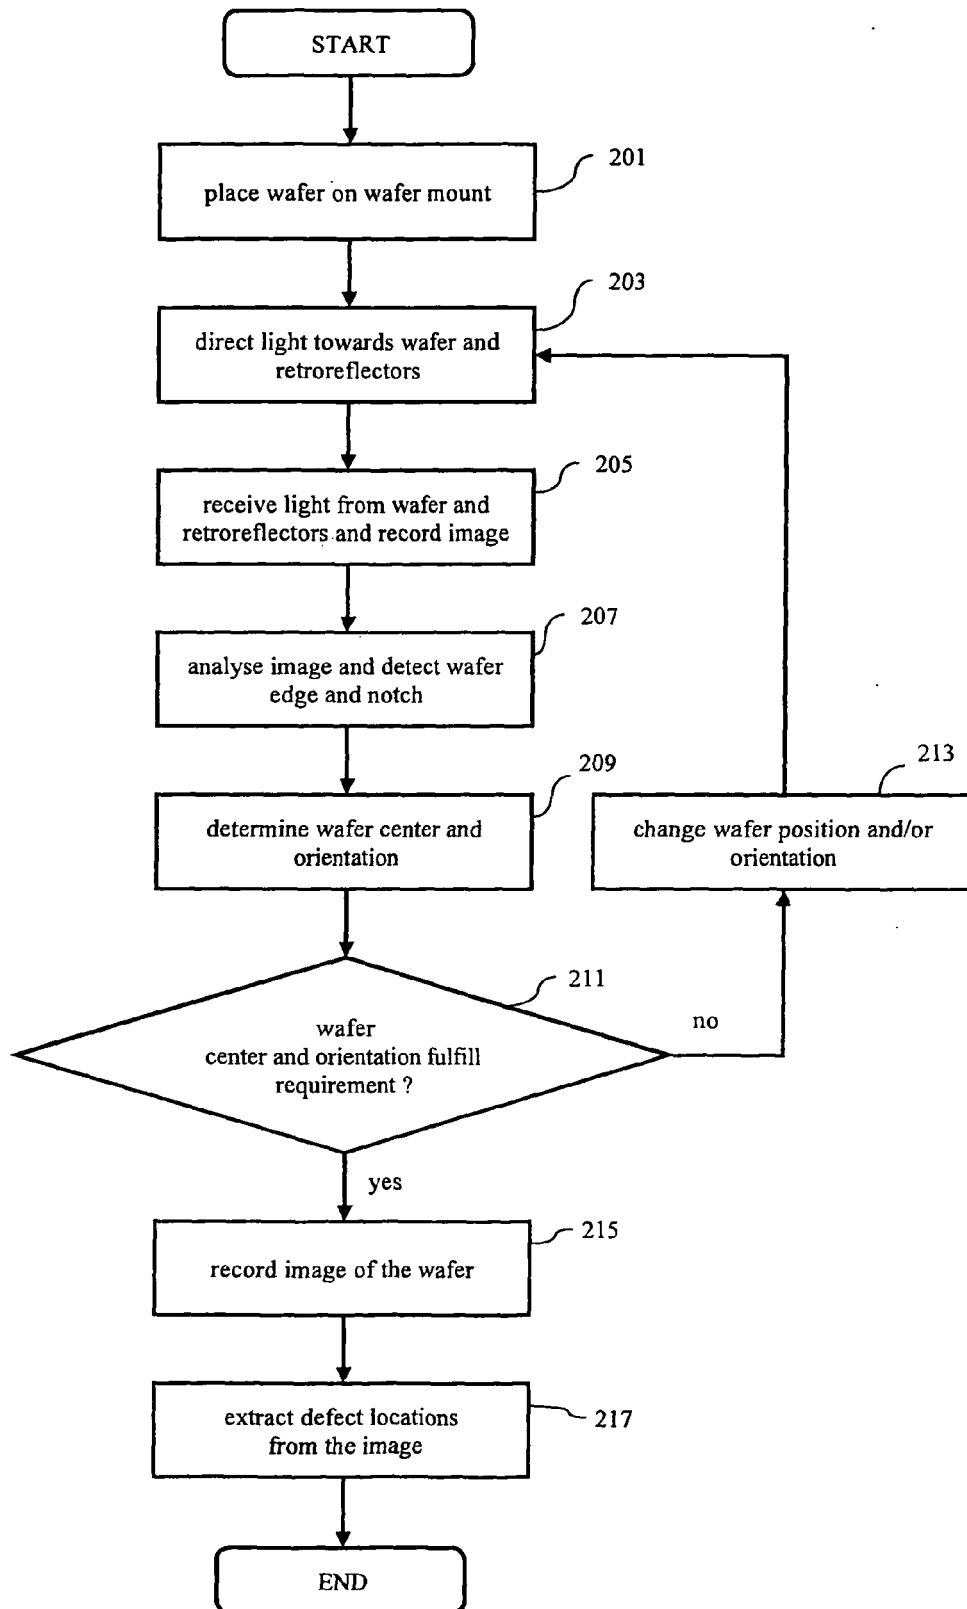 START
201
place wafer on wafer mount
203
direct light towards wafer and
retroreflectors
205
receive light from wafer and
retroreflectors and record image
207
analyse image and detect wafer
edge and notch
209
determine wafer center and
orientation
213
change wafer position and/or
orientation
211
wafer
center and orientation fulfill
requirement ?
no
yes
215
record image of the wafer
217
extract defect locations
from the image
END